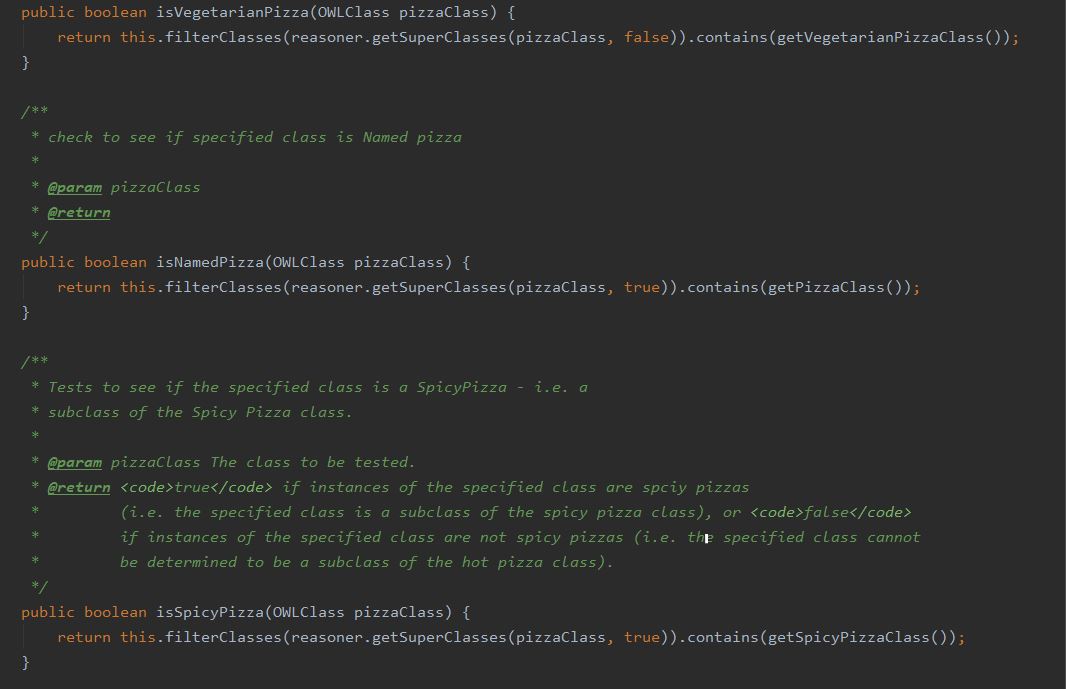 public boolean isVegetarianPizza(OWLClass pizzaClass) {
    return this.filterClasses(reasoner.getSuperClasses(pizzaClass, false)).contains(getVegetarianPizzaClass());
}
/**
 * check to see if specified class is Named pizza
 *
 * @param pizzaClass
 * @return
 */
public boolean isNamedPizza(OWLClass pizzaClass) {
    return this.filterClasses(reasoner.getSuperClasses(pizzaClass, true)).contains(getPizzaClass());
}
/**
 * Tests to see if the specified class is a SpicyPizza - i.e. a
 * subclass of the Spicy Pizza class.
 *
 * @param pizzaClass The class to be tested.
 * @return <code>true</code> if instances of the specified class are spciy pizzas
 *         (i.e. the specified class is a subclass of the spicy pizza class), or <code>false</code>
 *         if instances of the specified class are not spicy pizzas (i.e. the specified class cannot
 *         be determined to be a subclass of the hot pizza class).
 */
public boolean isSpicyPizza(OWLClass pizzaClass) {
    return this.filterClasses(reasoner.getSuperClasses(pizzaClass, true)).contains(getSpicyPizzaClass());
}